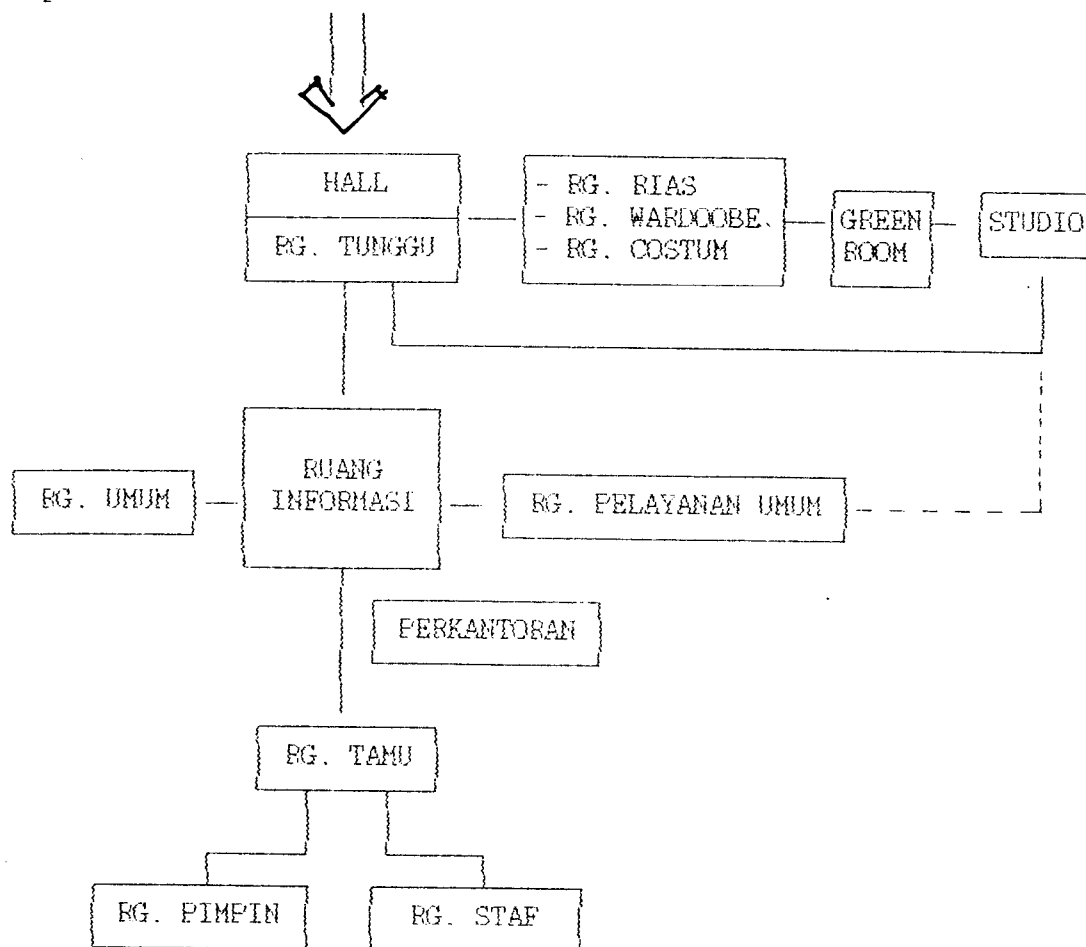 HALL
RG. TUNGGU
- RG. RIAS
- RG. WARDOOBE.
- RG. COSTUM
GREEN
ROOM
STUDIO
RUANG
INFORMASI
RG. UMUM
RG. PELAYANAN UMUM
PERKANTORAN
RG. TAMU
RG. PIMPIN
RG. STAF